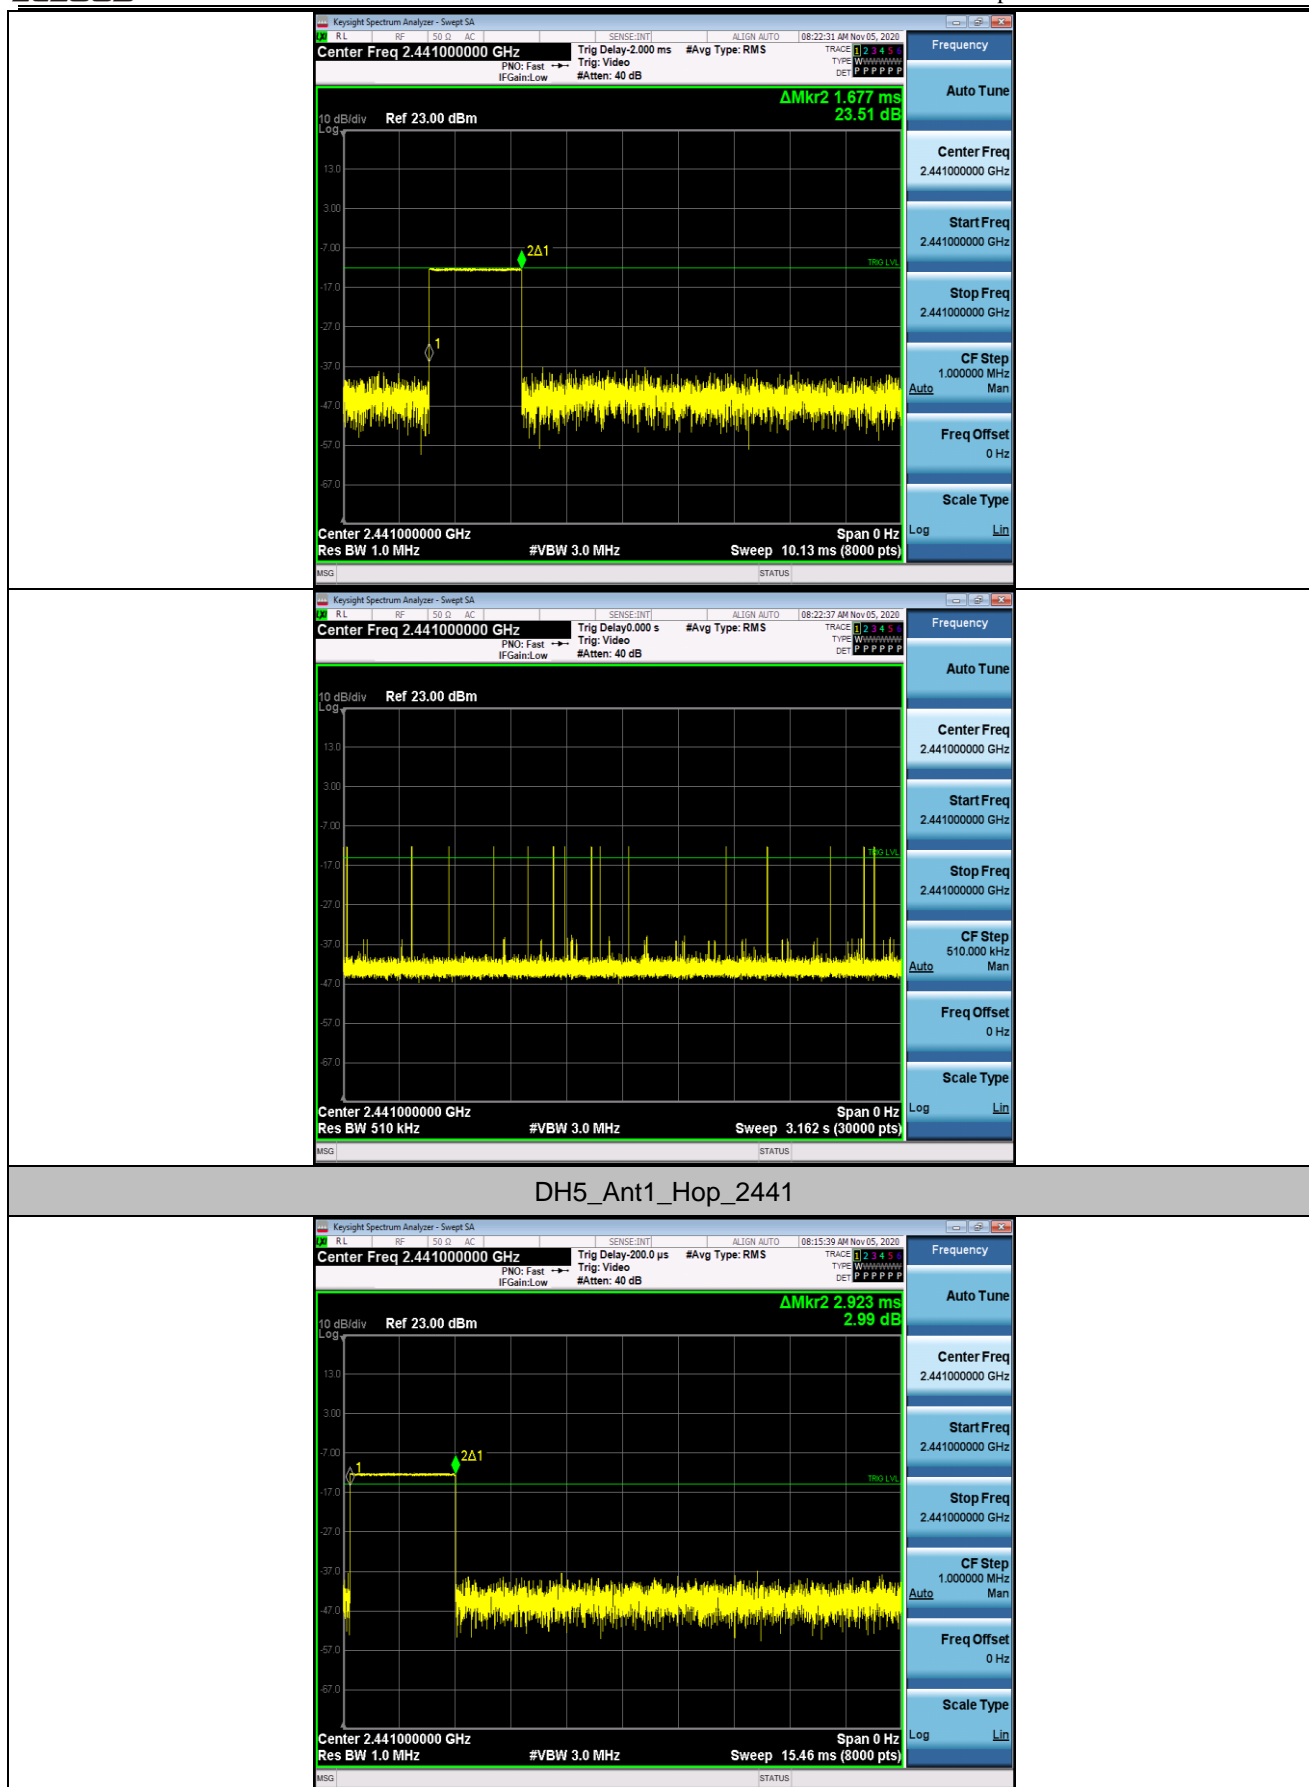 Keysight Spectrum Analyzer - Swept SA
RL RF 50 Ω AC SENSE:INT ALIGN AUTO 08:22:31 AM Nov 05, 2020
Center Freq 2.441000000 GHz
PNO: Fast
IFGain:Low
Trig Delay-2.000 ms
Trig: Video
#Atten: 40 dB
#Avg Type: RMS
TRACE 1 2 3 4 5 6
TYPE W
DET P P P P P P
Frequency
Auto Tune
ΔMkr2 1.677 ms
23.51 dB
10 dB/div Ref 23.00 dBm
Log
13.0
3.00
-7.00
-17.0
-27.0
-37.0
-47.0
-57.0
-67.0
2Δ1
TRIG LVL
1
Center Freq
2.441000000 GHz
Start Freq
2.441000000 GHz
Stop Freq
2.441000000 GHz
CF Step
1.000000 MHz
Auto Man
Freq Offset
0 Hz
Scale Type
Log Lin
Center 2.441000000 GHz Span 0 Hz
Res BW 1.0 MHz #VBW 3.0 MHz Sweep 10.13 ms (8000 pts)
MSG STATUS
Keysight Spectrum Analyzer - Swept SA
RL RF 50 Ω AC SENSE:INT ALIGN AUTO 08:22:37 AM Nov 05, 2020
Center Freq 2.441000000 GHz
PNO: Fast
IFGain:Low
Trig Delay0.000 s
Trig: Video
#Atten: 40 dB
#Avg Type: RMS
TRACE 1 2 3 4 5 6
TYPE W
DET P P P P P P
Frequency
Auto Tune
10 dB/div Ref 23.00 dBm
Log
13.0
3.00
-7.00
-17.0
-27.0
-37.0
-47.0
-57.0
-67.0
TRIG LVL
Center Freq
2.441000000 GHz
Start Freq
2.441000000 GHz
Stop Freq
2.441000000 GHz
CF Step
510.000 kHz
Auto Man
Freq Offset
0 Hz
Scale Type
Log Lin
Center 2.441000000 GHz Span 0 Hz
Res BW 510 kHz #VBW 3.0 MHz Sweep 3.162 s (30000 pts)
MSG STATUS
DH5_Ant1_Hop_2441
Keysight Spectrum Analyzer - Swept SA
RL RF 50 Ω AC SENSE:INT ALIGN AUTO 08:15:39 AM Nov 05, 2020
Center Freq 2.441000000 GHz
PNO: Fast
IFGain:Low
Trig Delay-200.0 µs
Trig: Video
#Atten: 40 dB
#Avg Type: RMS
TRACE 1 2 3 4 5 6
TYPE W
DET P P P P P P
Frequency
Auto Tune
ΔMkr2 2.923 ms
2.99 dB
10 dB/div Ref 23.00 dBm
Log
13.0
3.00
-7.00
-17.0
-27.0
-37.0
-47.0
-57.0
-67.0
1
2Δ1
TRIG LVL
Center Freq
2.441000000 GHz
Start Freq
2.441000000 GHz
Stop Freq
2.441000000 GHz
CF Step
1.000000 MHz
Auto Man
Freq Offset
0 Hz
Scale Type
Log Lin
Center 2.441000000 GHz Span 0 Hz
Res BW 1.0 MHz #VBW 3.0 MHz Sweep 15.46 ms (8000 pts)
MSG STATUS